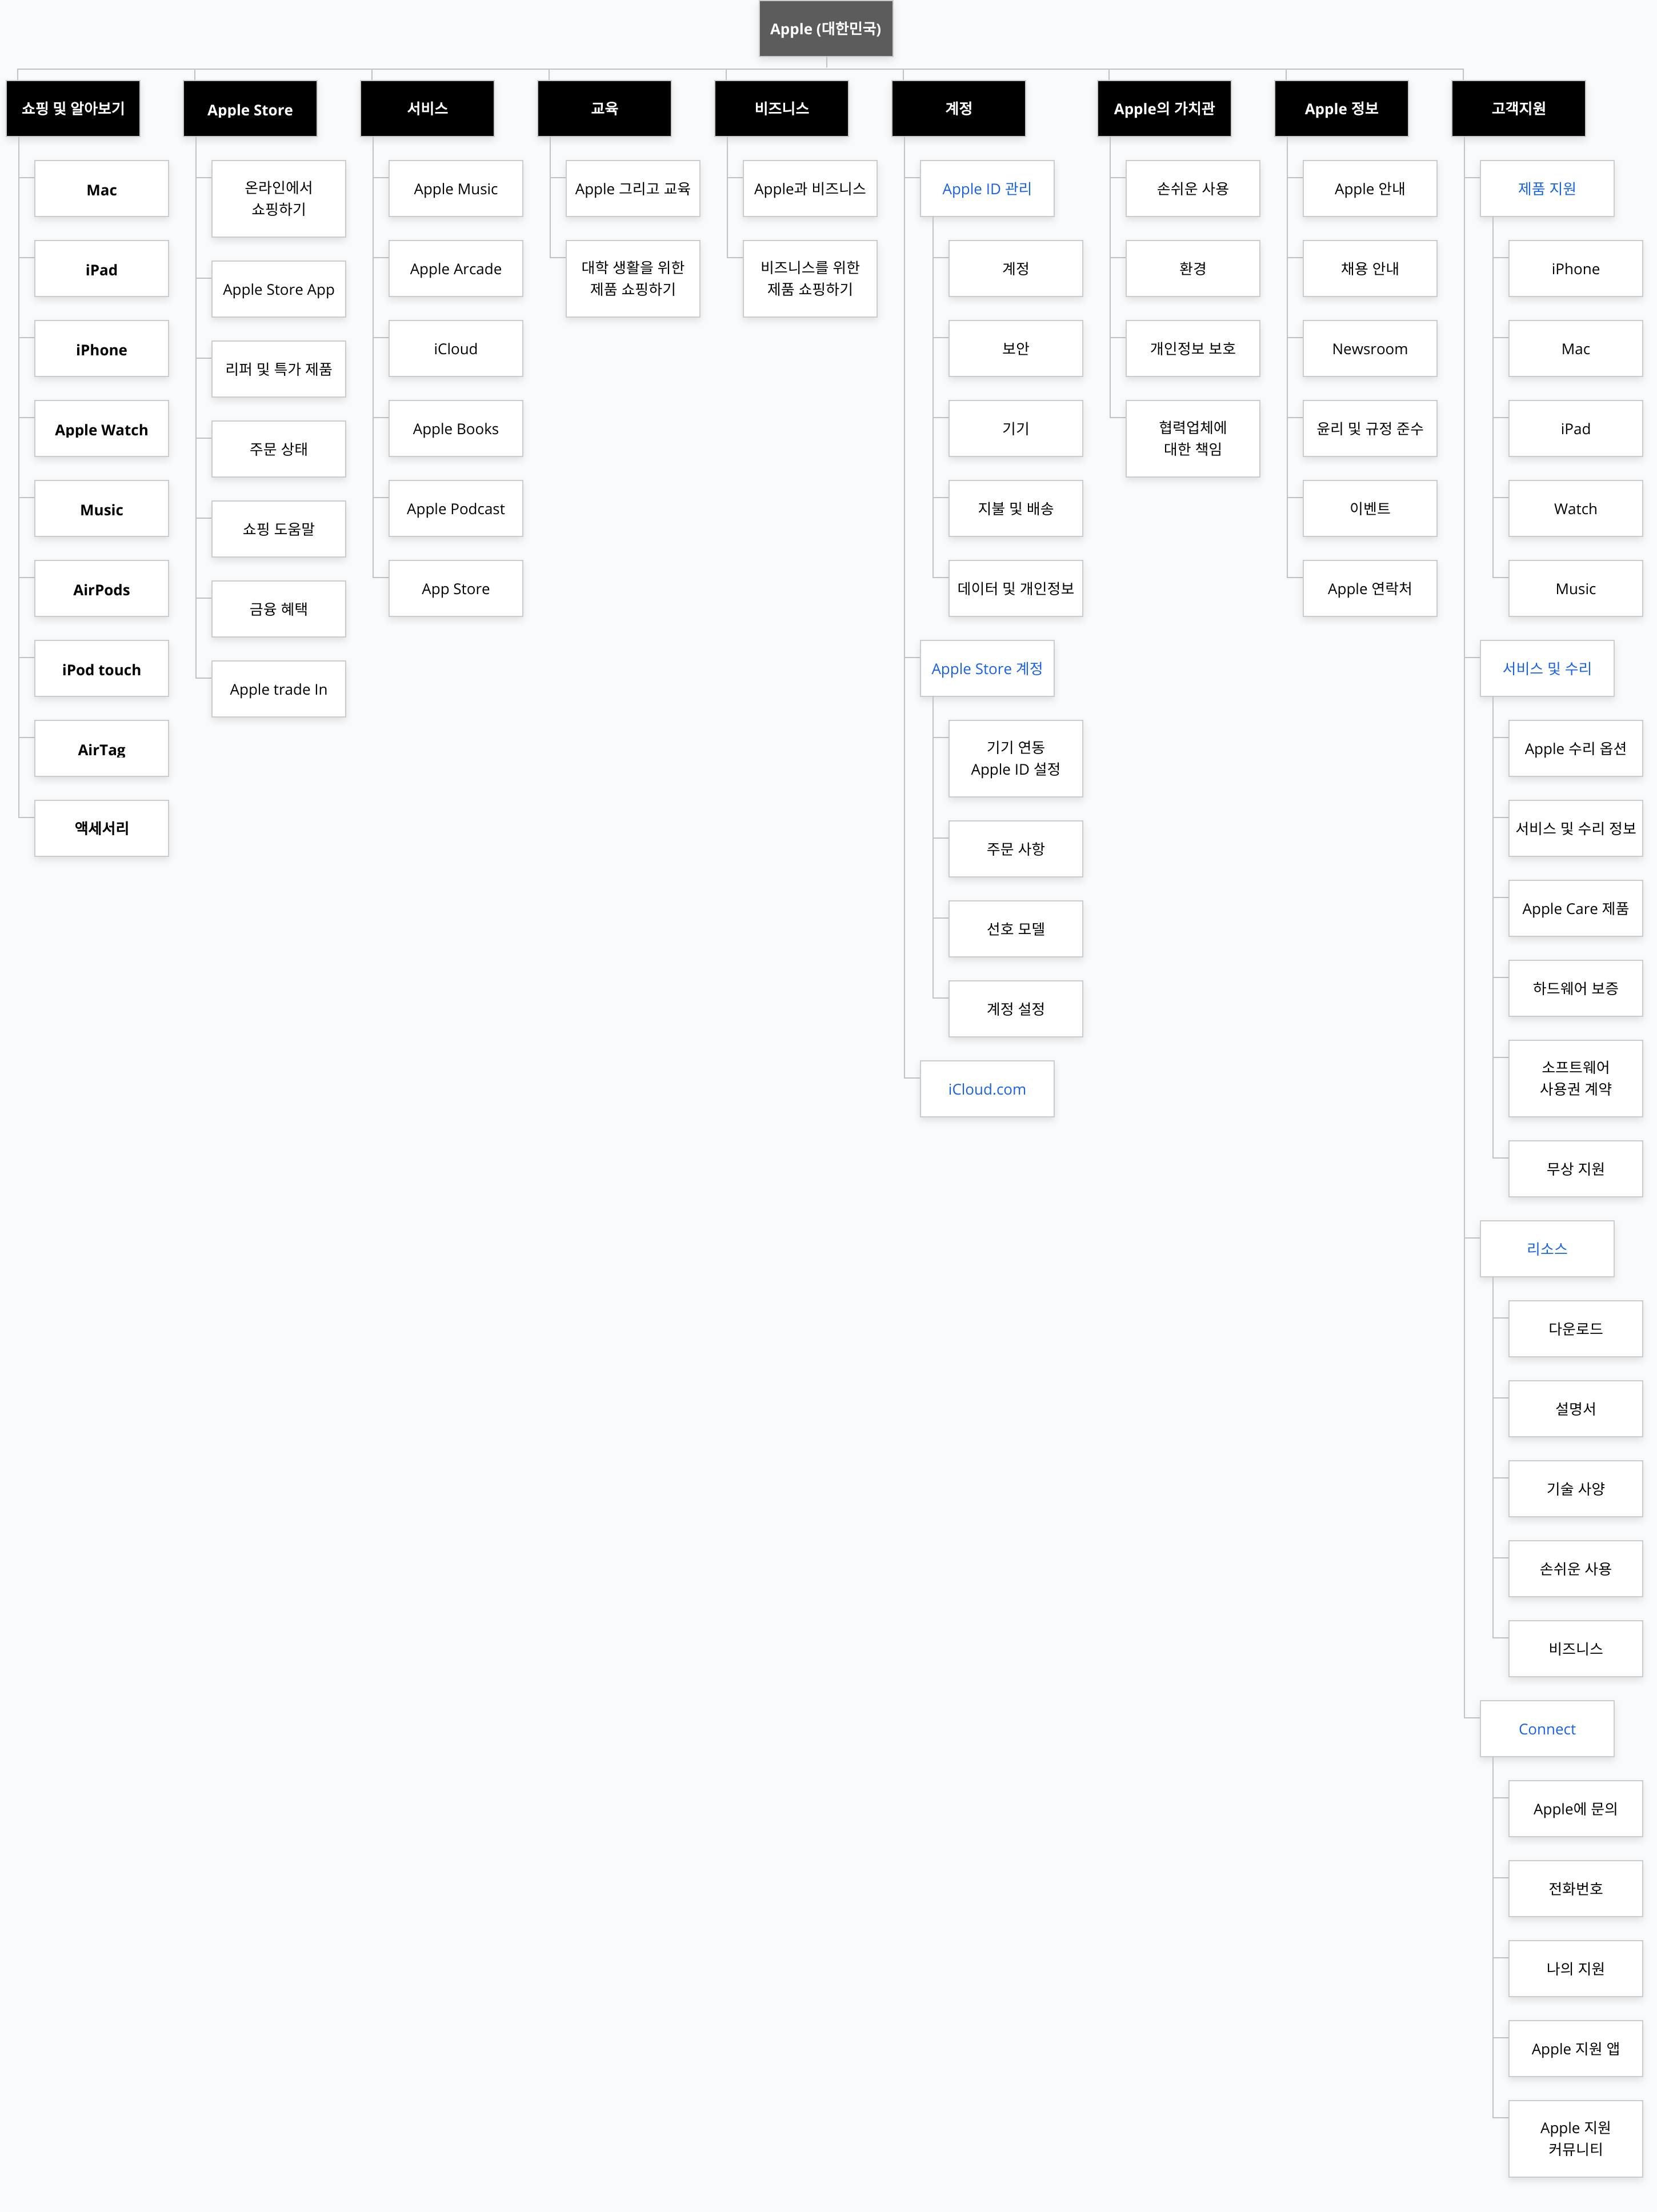 Apple (대한민국)
쇼핑 및 알아보기
Mac
iPad
iPhone
Apple Watch
Music
AirPods
iPod touch
AirTag
액세서리
Apple Store
온라인에서
쇼핑하기
Apple Store App
리퍼 및 특가 제품
주문 상태
쇼핑 도움말
금융 혜택
Apple trade In
서비스
Apple Music
Apple Arcade
iCloud
Apple Books
Apple Podcast
App Store
교육
Apple 그리고 교육
대학 생활을 위한
제품 쇼핑하기
비즈니스
Apple과 비즈니스
비즈니스를 위한
제품 쇼핑하기
계정
Apple ID 관리
계정
보안
기기
지불 및 배송
데이터 및 개인정보
Apple Store 계정
기기 연동
Apple ID 설정
주문 사항
선호 모델
계정 설정
iCloud.com
Apple의 가치관
손쉬운 사용
환경
개인정보 보호
협력업체에
대한 책임
Apple 정보
Apple 안내
채용 안내
Newsroom
윤리 및 규정 준수
이벤트
Apple 연락처
고객지원
제품 지원
iPhone
Mac
iPad
Watch
Music
서비스 및 수리
Apple 수리 옵션
서비스 및 수리 정보
Apple Care 제품
하드웨어 보증
소프트웨어
사용권 계약
무상 지원
리소스
다운로드
설명서
기술 사양
손쉬운 사용
비즈니스
Connect
Apple에 문의
전화번호
나의 지원
Apple 지원 앱
Apple 지원
커뮤니티